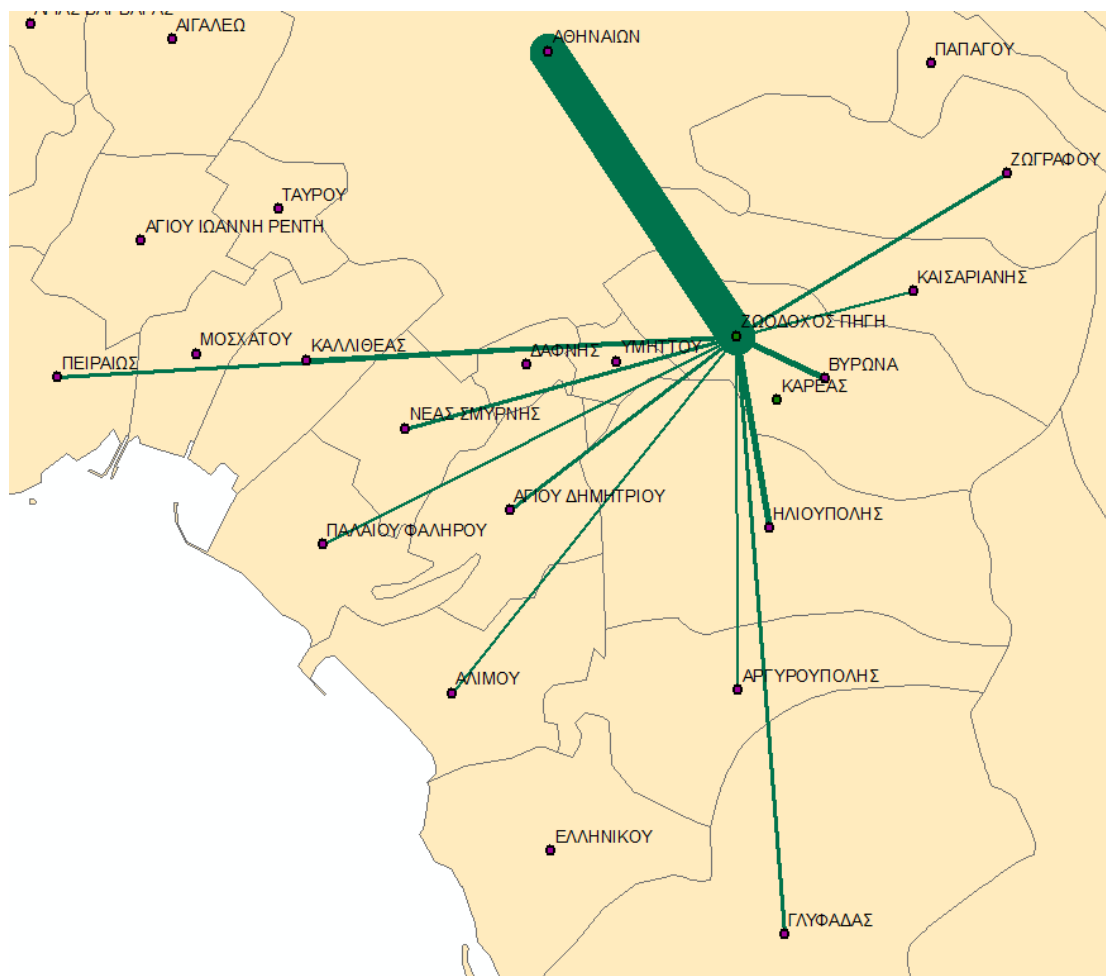 ΑΙΓΑΛΕΩ
ΑΘΗΝΑΙΩΝ
ΠΑΠΑΓΟΥ
ΖΩΓΡΑΦΟΥ
ΤΑΥΡΟΥ
ΑΓΙΟΥ ΙΩΑΝΝΗ ΡΕΝΤΗ
ΚΑΙΣΑΡΙΑΝΗΣ
ΖΩΟΔΟΧΟΣ ΠΗΓΗ
ΜΟΣΧΑΤΟΥ
ΚΑΛΛΙΘΕΑΣ
ΔΑΦΝΗΣ
ΥΜΗΤΤΟΥ
ΠΕΙΡΑΙΩΣ
ΒΥΡΩΝΑ
ΚΑΡΕΑΣ
ΝΕΑΣ ΣΜΥΡΝΗΣ
ΑΓΙΟΥ ΔΗΜΗΤΡΙΟΥ
ΗΛΙΟΥΠΟΛΗΣ
ΠΑΛΑΙΟΥ ΦΑΛΗΡΟΥ
ΑΛΙΜΟΥ
ΑΡΓΥΡΟΥΠΟΛΗΣ
ΕΛΛΗΝΙΚΟΥ
ΓΛΥΦΑΔΑΣ